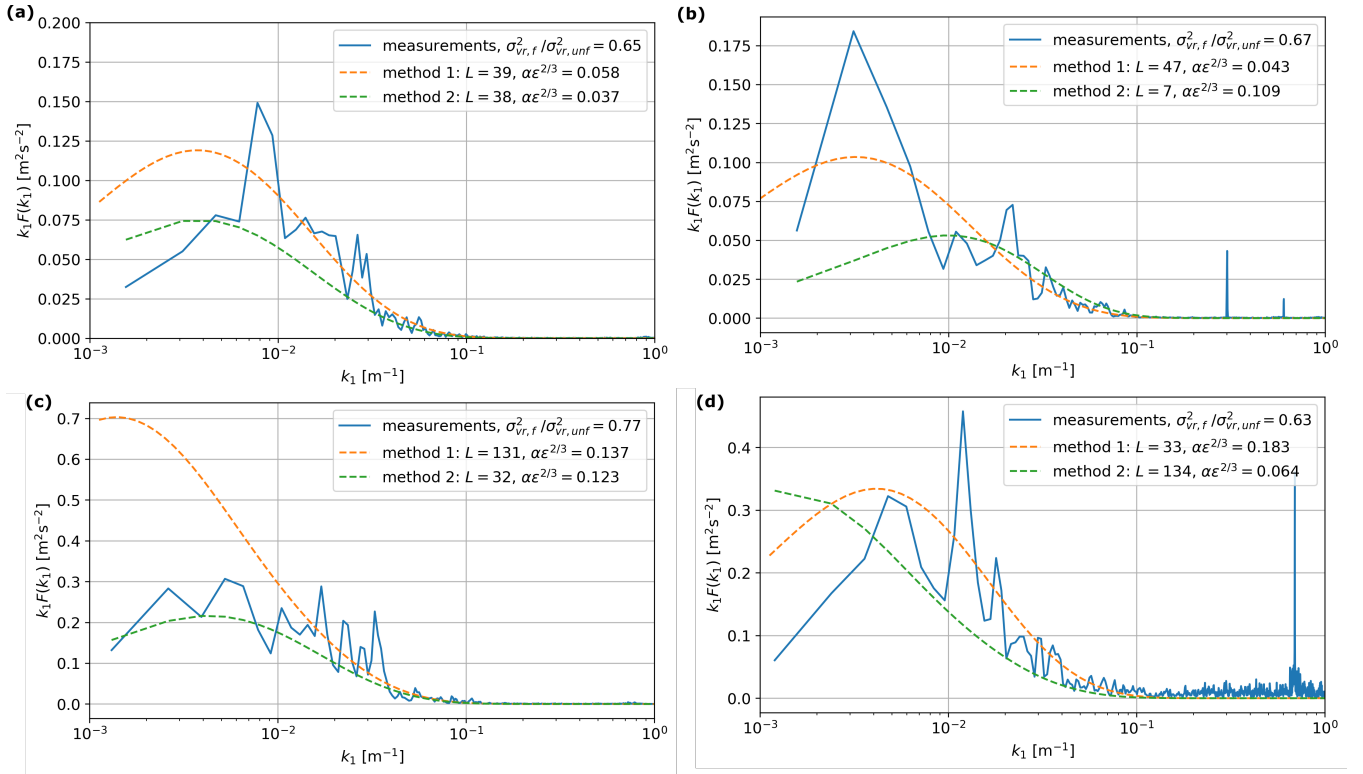 (a)
0.200
0.175
0.150
0.125
0.100
0.075
0.050
0.025
0.000
k₁F(k₁) [m²s⁻²]
measurements, σ²vr,f /σ²vr,unf = 0.65
method 1: L = 39, αε^2/3 = 0.058
method 2: L = 38, αε^2/3 = 0.037
10⁻³ 10⁻² 10⁻¹ 10⁰
k₁ [m⁻¹]
(b)
0.175
0.150
0.125
0.100
0.075
0.050
0.025
0.000
k₁F(k₁) [m²s⁻²]
measurements, σ²vr,f /σ²vr,unf = 0.67
method 1: L = 47, αε^2/3 = 0.043
method 2: L = 7, αε^2/3 = 0.109
10⁻³ 10⁻² 10⁻¹ 10⁰
k₁ [m⁻¹]
(c)
0.7
0.6
0.5
0.4
0.3
0.2
0.1
0.0
k₁F(k₁) [m²s⁻²]
measurements, σ²vr,f /σ²vr,unf = 0.77
method 1: L = 131, αε^2/3 = 0.137
method 2: L = 32, αε^2/3 = 0.123
10⁻³ 10⁻² 10⁻¹ 10⁰
k₁ [m⁻¹]
(d)
0.4
0.3
0.2
0.1
0.0
k₁F(k₁) [m²s⁻²]
measurements, σ²vr,f /σ²vr,unf = 0.63
method 1: L = 33, αε^2/3 = 0.183
method 2: L = 134, αε^2/3 = 0.064
10⁻³ 10⁻² 10⁻¹ 10⁰
k₁ [m⁻¹]